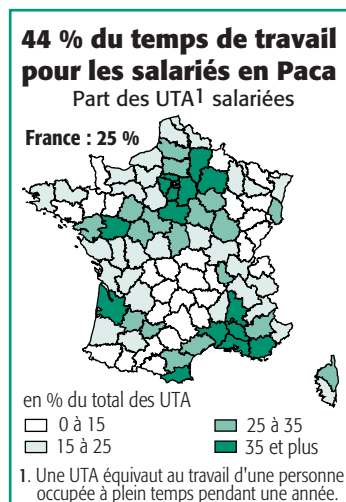 44 % du temps de travail
pour les salariés en Paca
Part des UTA1 salariées
France : 25 %
en % du total des UTA
0 à 15
15 à 25
25 à 35
35 et plus
1. Une UTA équivaut au travail d'une personne
occupée à plein temps pendant une année.